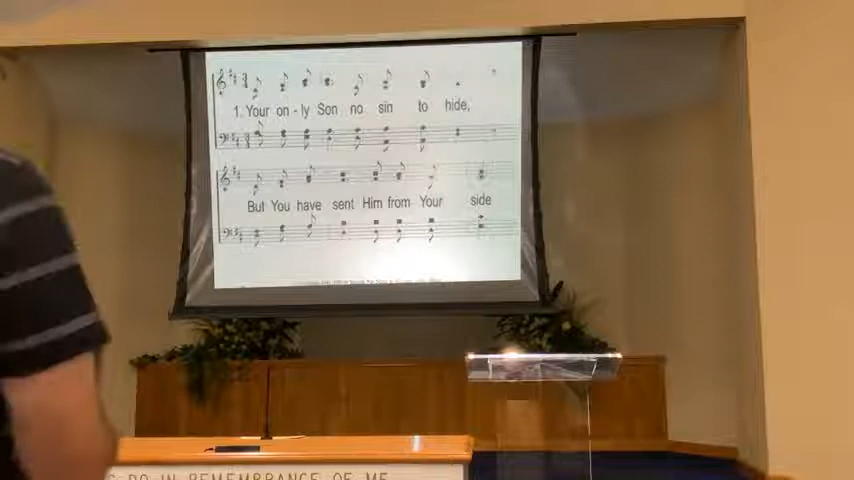 1. Your on - ly Son no sin to hide,
But You have sent Him from Your side
DO IN REMEMBRANCE OF ME